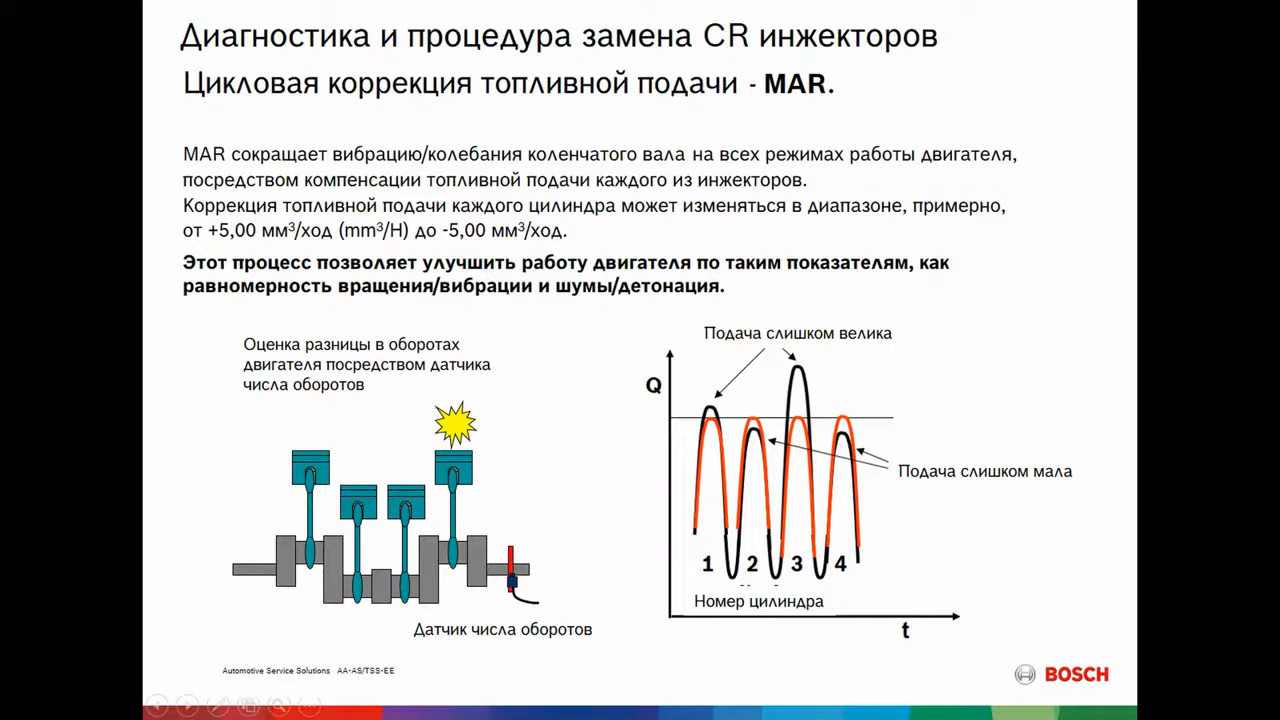 Диагностика и процедура замена CR инжекторов
Цикловая коррекция топливной подачи - MAR.
MAR сокращает вибрацию/колебания коленчатого вала на всех режимах работы двигателя,
посредством компенсации топливной подачи каждого из инжекторов.
Коррекция топливной подачи каждого цилиндра может изменяться в диапазоне, примерно,
от +5,00 мм³/ход (mm³/H) до -5,00 мм³/ход.
Этот процесс позволяет улучшить работу двигателя по таким показателям, как
равномерность вращения/вибрации и шумы/детонация.
Оценка разницы в оборотах
двигателя посредством датчика
числа оборотов
Датчик числа оборотов
Подача слишком велика
Q
Подача слишком мала
1 2 3 4
Номер цилиндра
t
Automotive Service Solutions AA-AS/TSS-EE
BOSCH